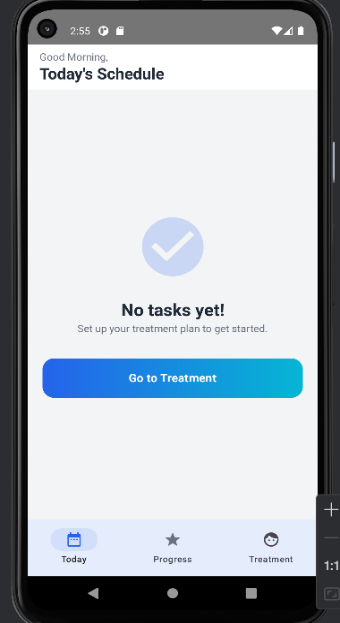 2:55
Good Morning,
Today's Schedule
No tasks yet!
Set up your treatment plan to get started.
Go to Treatment
Today
Progress
Treatment
1:1